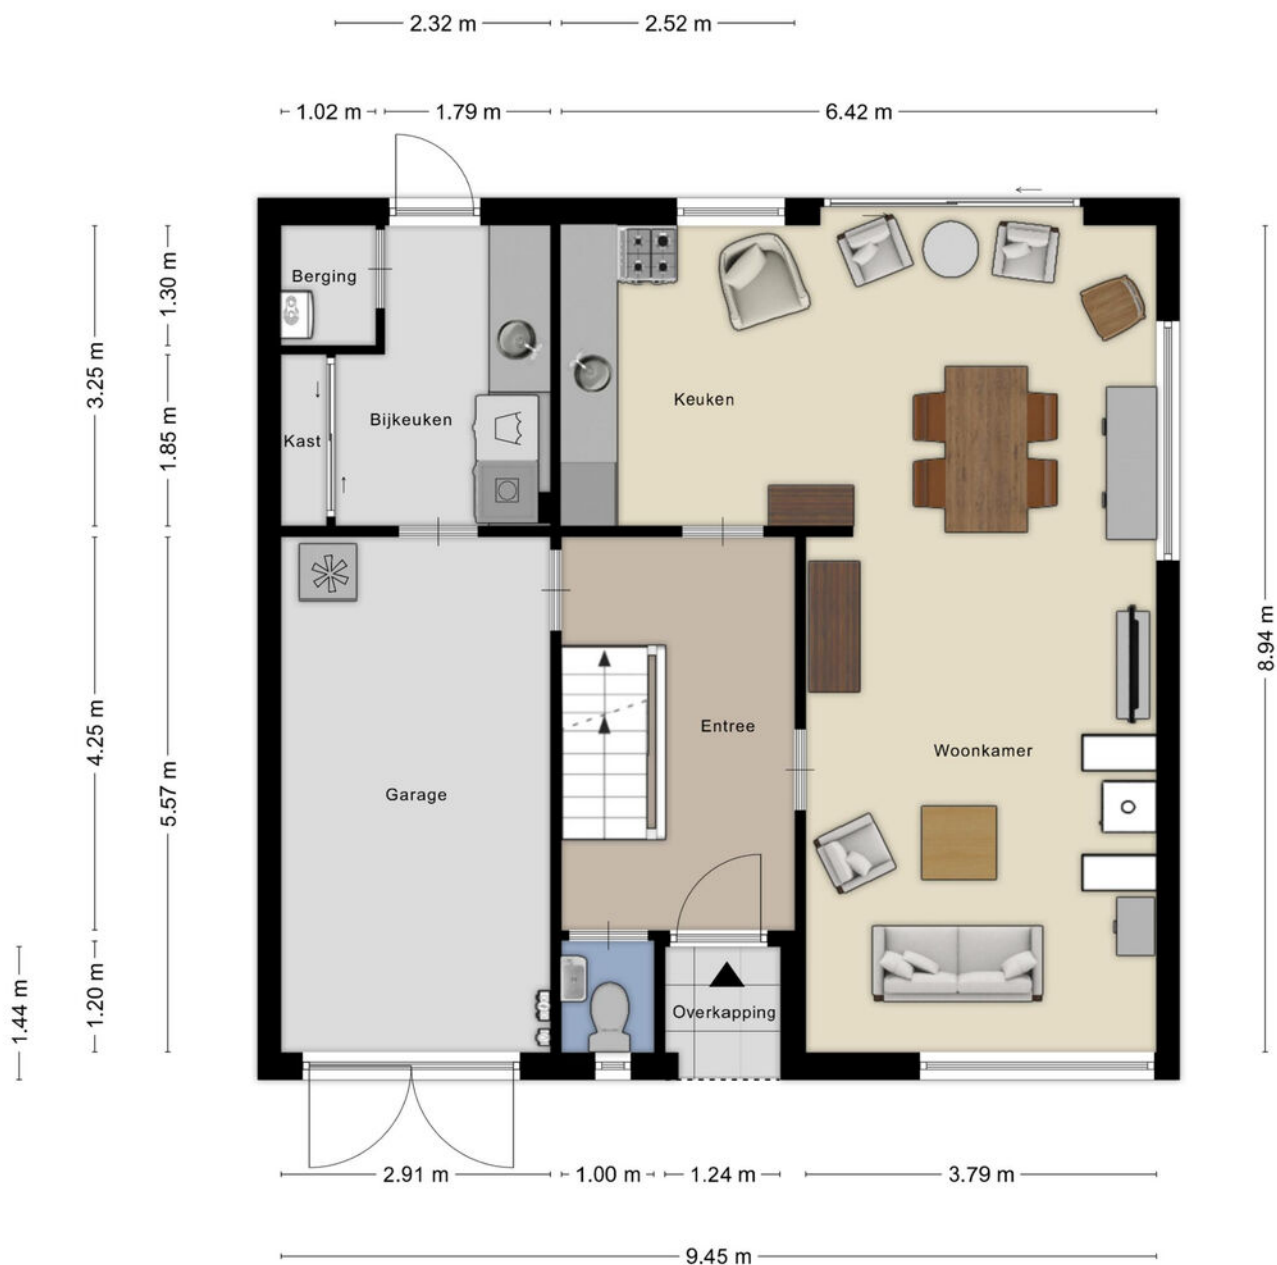 2.32 m
2.52 m
1.02 m
1.79 m
6.42 m
Berging
1.30 m
3.25 m
Keuken
1.85 m
Bijkeuken
Kast
8.94 m
4.25 m
Entree
Woonkamer
5.57 m
Garage
1.44 m
1.20 m
Overkapping
2.91 m
1.00 m
1.24 m
3.79 m
9.45 m